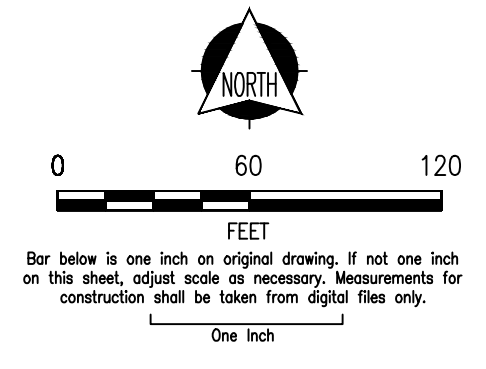 NORTH
0 60 120
FEET
Bar below is one inch on original drawing. If not one inch
on this sheet, adjust scale as necessary. Measurements for
construction shall be taken from digital files only.
One Inch